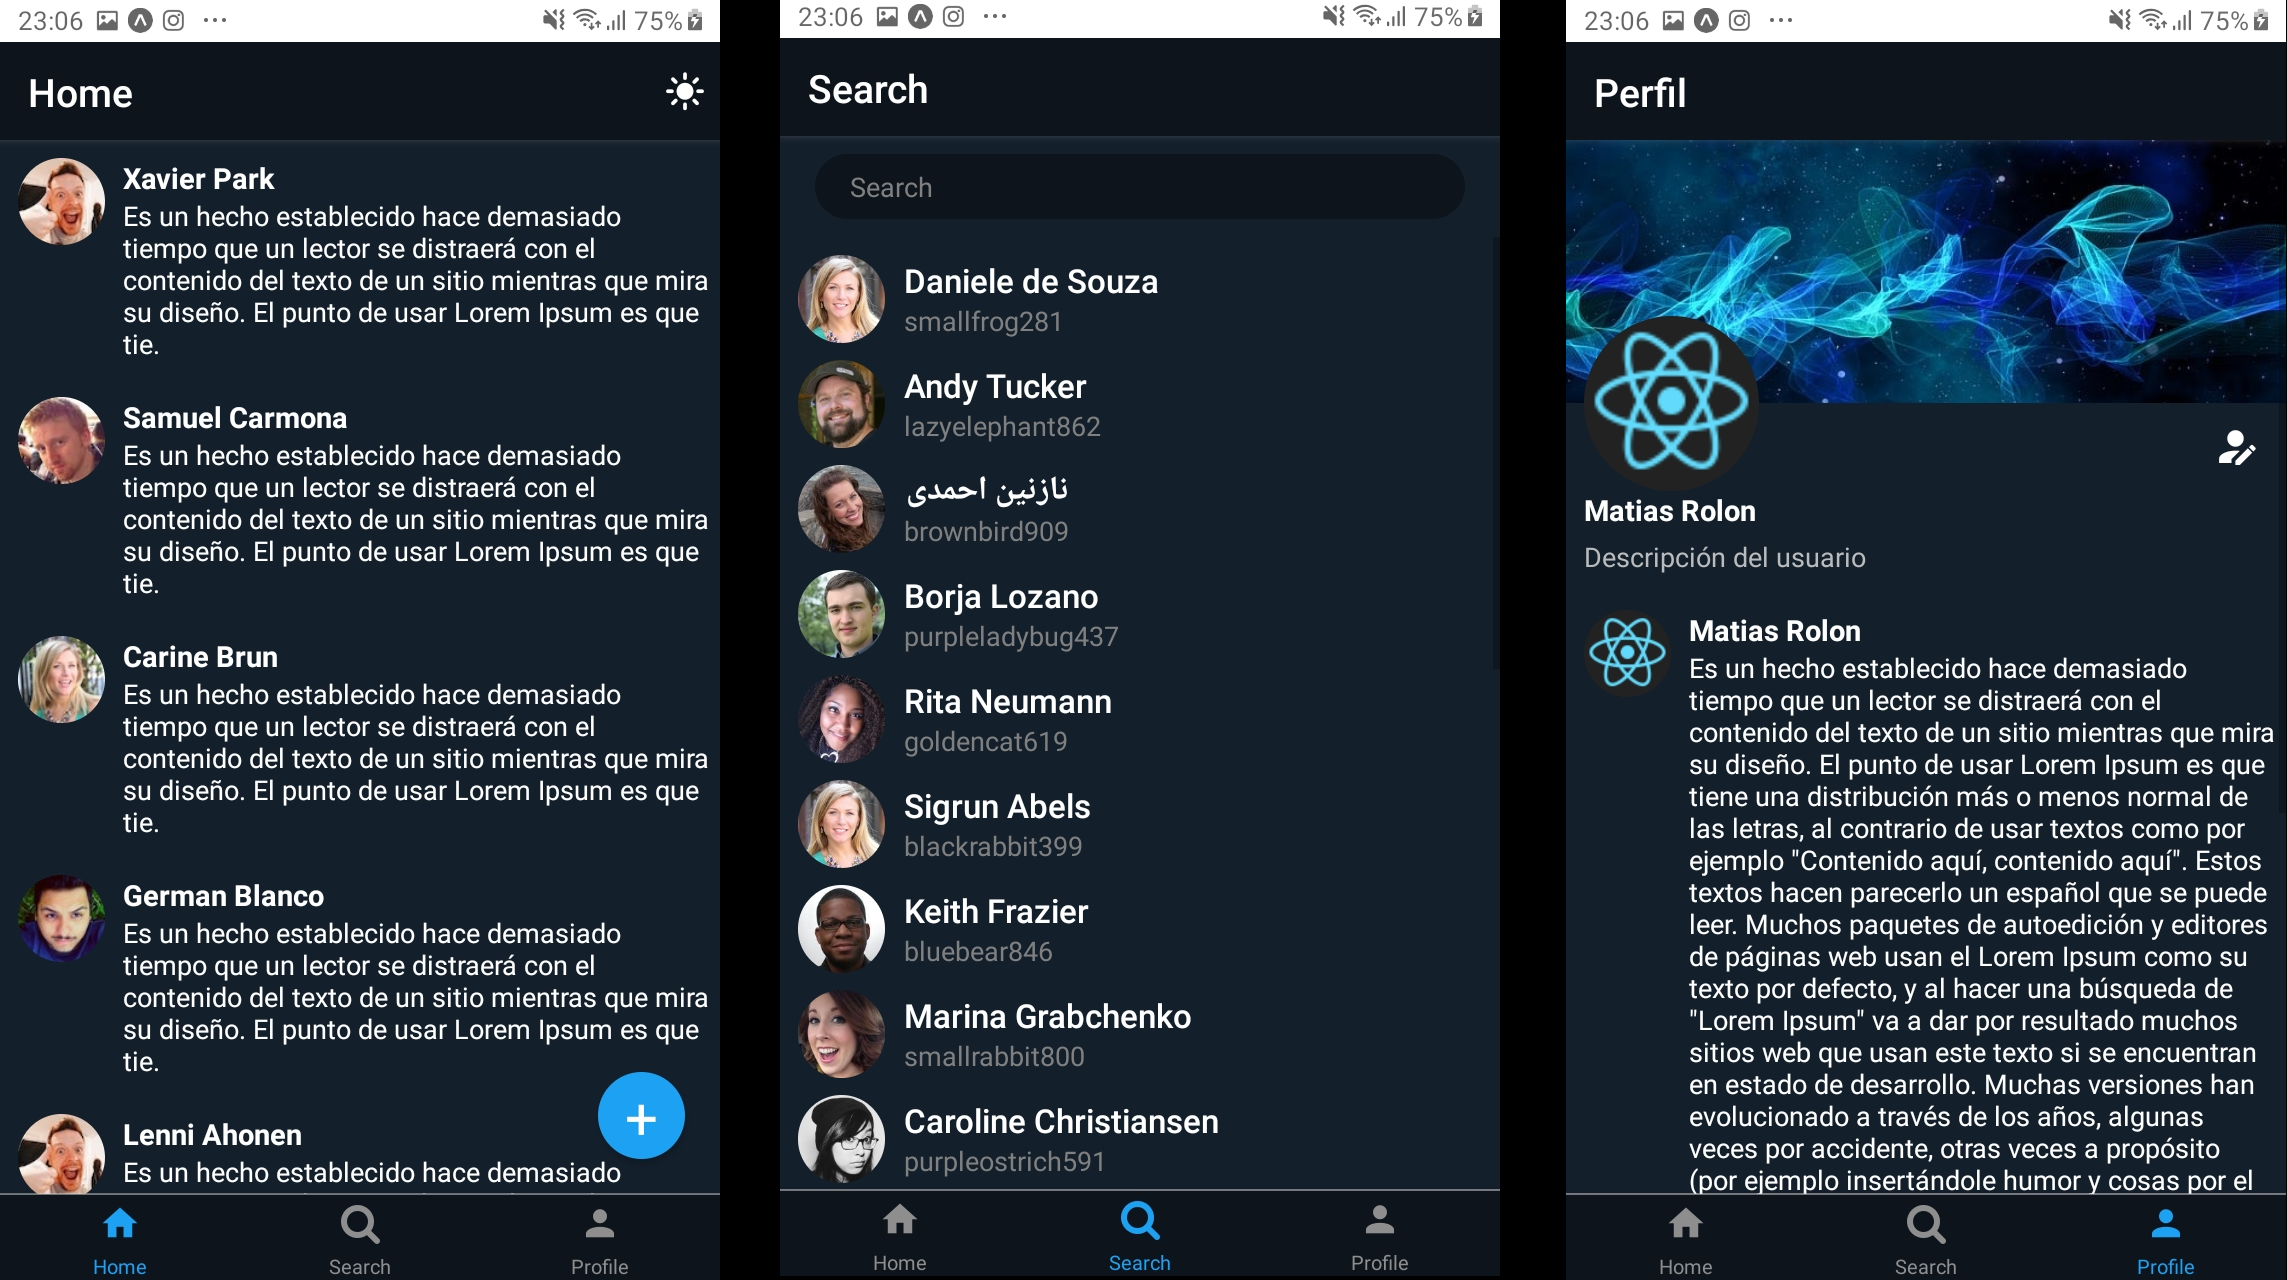 23:06
75%
Home
Xavier Park
Es un hecho establecido hace demasiado
tiempo que un lector se distraerá con el
contenido del texto de un sitio mientras que mira
su diseño. El punto de usar Lorem Ipsum es que
tie.
Samuel Carmona
Es un hecho establecido hace demasiado
tiempo que un lector se distraerá con el
contenido del texto de un sitio mientras que mira
su diseño. El punto de usar Lorem Ipsum es que
tie.
Carine Brun
Es un hecho establecido hace demasiado
tiempo que un lector se distraerá con el
contenido del texto de un sitio mientras que mira
su diseño. El punto de usar Lorem Ipsum es que
tie.
German Blanco
Es un hecho establecido hace demasiado
tiempo que un lector se distraerá con el
contenido del texto de un sitio mientras que mira
su diseño. El punto de usar Lorem Ipsum es que
tie.
Lenni Ahonen
Es un hecho establecido hace demasiado
Home
Search
Profile
23:06
75%
Search
Search
Daniele de Souza
smallfrog281
Andy Tucker
lazyelephant862
نازنین احمدی
brownbird909
Borja Lozano
purpleladybug437
Rita Neumann
goldencat619
Sigrun Abels
blackrabbit399
Keith Frazier
bluebear846
Marina Grabchenko
smallrabbit800
Caroline Christiansen
purpleostrich591
Home
Search
Profile
23:06
75%
Perfil
Matias Rolon
Descripción del usuario
Matias Rolon
Es un hecho establecido hace demasiado
tiempo que un lector se distraerá con el
contenido del texto de un sitio mientras que mira
su diseño. El punto de usar Lorem Ipsum es que
tiene una distribución más o menos normal de
las letras, al contrario de usar textos como por
ejemplo "Contenido aquí, contenido aquí". Estos
textos hacen parecerlo un español que se puede
leer. Muchos paquetes de autoedición y editores
de páginas web usan el Lorem Ipsum como su
texto por defecto, y al hacer una búsqueda de
"Lorem Ipsum" va a dar por resultado muchos
sitios web que usan este texto si se encuentran
en estado de desarrollo. Muchas versiones han
evolucionado a través de los años, algunas
veces por accidente, otras veces a propósito
(por ejemplo insertándole humor y cosas por el
Home
Search
Profile